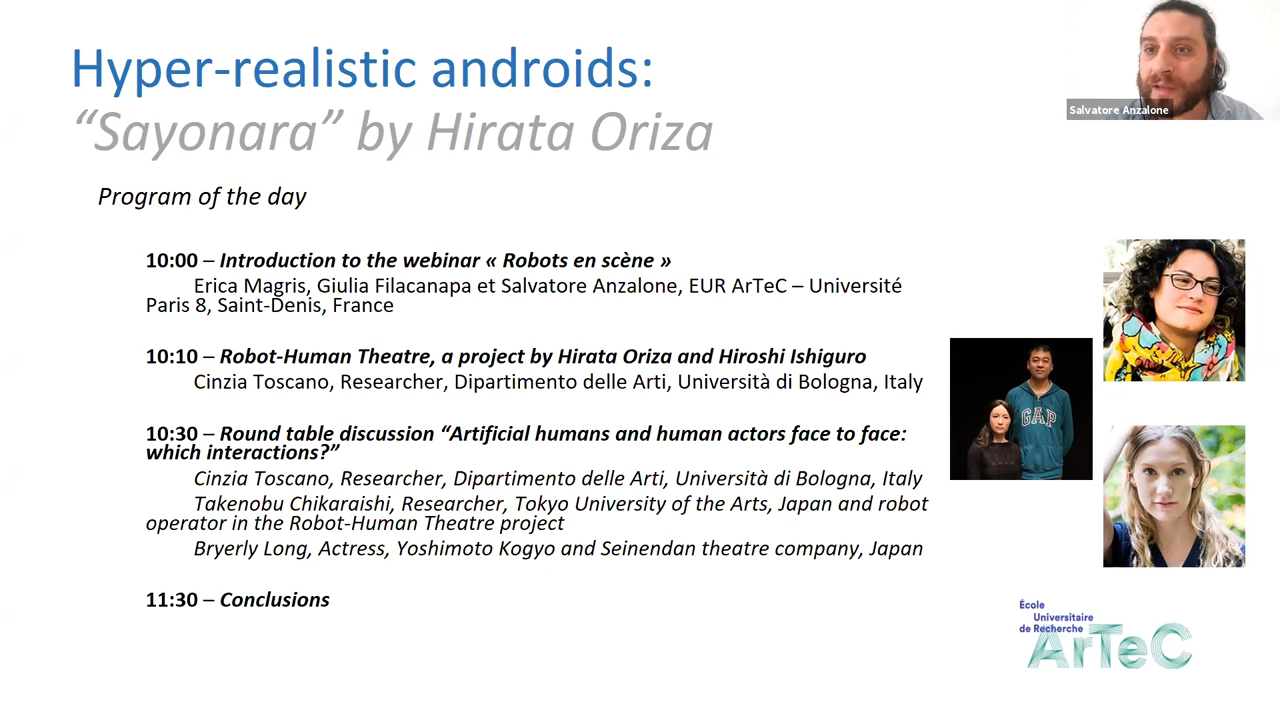 Hyper-realistic androids:
“Sayonara” by Hirata Oriza
Salvatore Anzalone
Program of the day
10:00 – Introduction to the webinar « Robots en scène »
Erica Magris, Giulia Filacanapa et Salvatore Anzalone, EUR ArTeC – Université
Paris 8, Saint-Denis, France
10:10 – Robot-Human Theatre, a project by Hirata Oriza and Hiroshi Ishiguro
Cinzia Toscano, Researcher, Dipartimento delle Arti, Università di Bologna, Italy
10:30 – Round table discussion “Artificial humans and human actors face to face:
which interactions?”
Cinzia Toscano, Researcher, Dipartimento delle Arti, Università di Bologna, Italy
Takenobu Chikaraishi, Researcher, Tokyo University of the Arts, Japan and robot
operator in the Robot-Human Theatre project
Bryerly Long, Actress, Yoshimoto Kogyo and Seinendan theatre company, Japan
11:30 – Conclusions
GAP
École
Universitaire
de Recherche
ArTeC